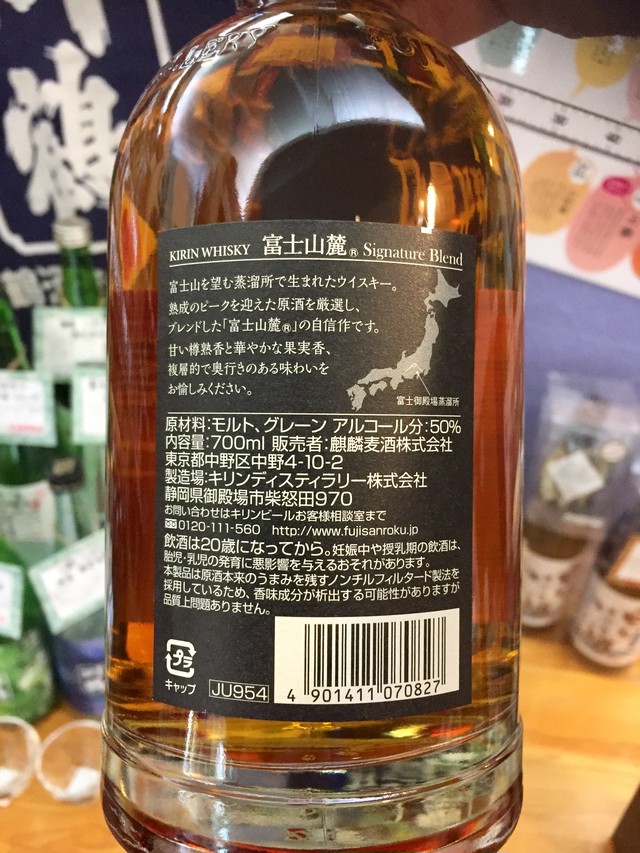 鶴
KIRIN WHISKY 富士山麓® Signature Blend
富士山を望む蒸溜所で生まれたウイスキー。
熟成のピークを迎えた原酒を厳選し、
ブレンドした「富士山麓®」の自信作です。
甘い樽熟香と華やかな果実香、
複層的で奥行きのある味わいを
お愉しみください。
富士御殿場蒸溜所
原材料:モルト、グレーン アルコール分:50%
内容量:700ml 販売者:麒麟麦酒株式会社
東京都中野区中野4-10-2
製造場:キリンディスティラリー株式会社
静岡県御殿場市柴怒田970
お問い合わせはキリンビールお客様相談室まで
0120-111-560 http://www.fujisanroku.jp
飲酒は20歳になってから。妊娠中や授乳期の飲酒は、
胎児・乳児の発育に悪影響を与えるおそれがあります。
本製品は原酒本来のうまみを残すノンチルフィルタード製法を
採用しているため、香味成分が析出する可能性がありますが
品質上問題ありません。
プラ
キャップ
JU954
4 901411 070827